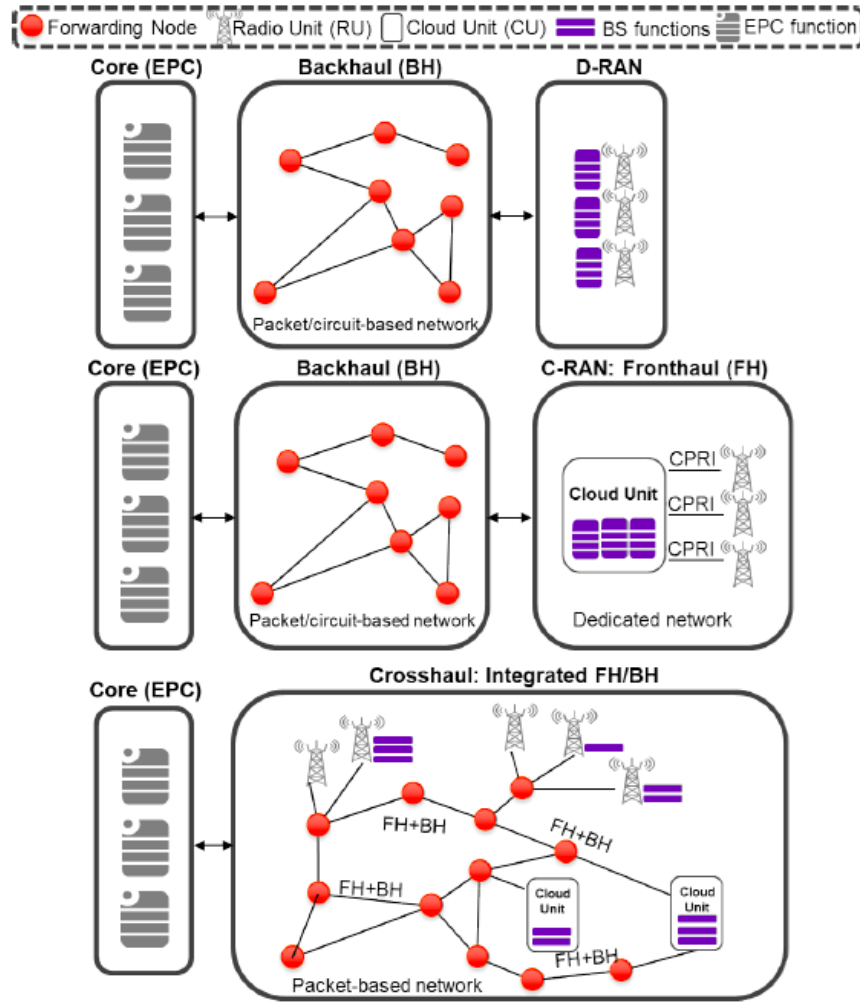 Forwarding Node Radio Unit (RU) Cloud Unit (CU) BS functions EPC function
Core (EPC) Backhaul (BH) D-RAN
Packet/circuit-based network
Core (EPC) Backhaul (BH) C-RAN: Fronthaul (FH)
Cloud Unit
CPRI
CPRI
CPRI
Packet/circuit-based network
Dedicated network
Core (EPC)
Crosshaul: Integrated FH/BH
FH+BH
FH+BH
FH+BH
Cloud
Unit
Cloud
Unit
FH+BH
Packet-based network